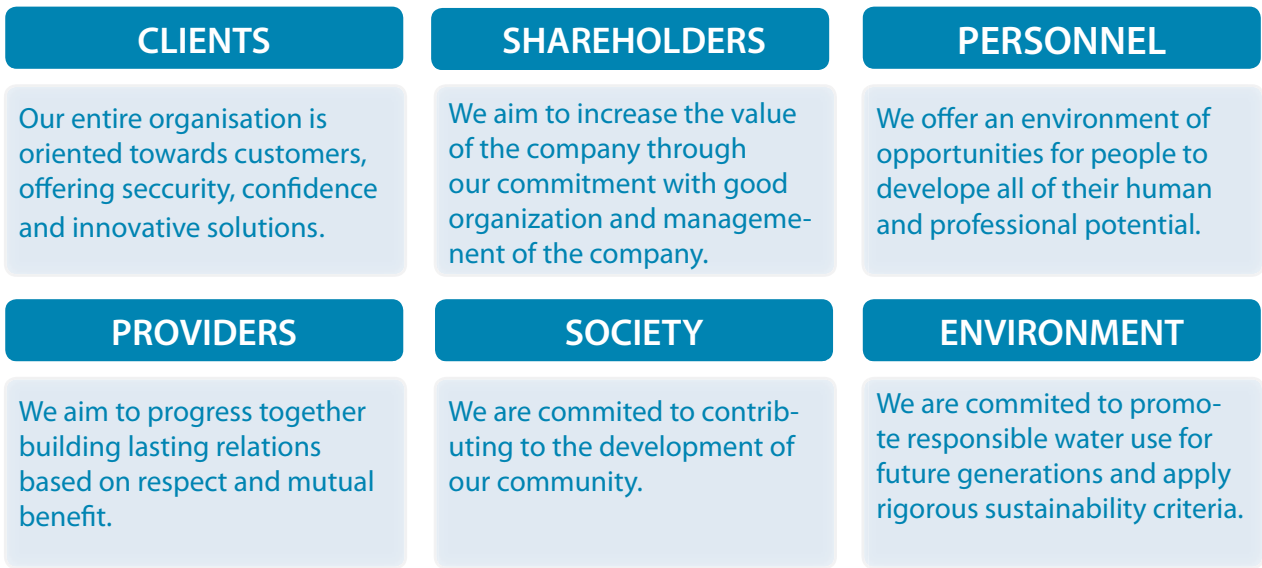 CLIENTS
Our entire organisation is
oriented towards customers,
offering seccurity, confidence
and innovative solutions.
SHAREHOLDERS
We aim to increase the value
of the company through
our commitment with good
organization and manageme-
nent of the company.
PERSONNEL
We offer an environment of
opportunities for people to
develope all of their human
and professional potential.
PROVIDERS
We aim to progress together
building lasting relations
based on respect and mutual
benefit.
SOCIETY
We are commited to contrib-
uting to the development of
our community.
ENVIRONMENT
We are commited to promo-
te responsible water use for
future generations and apply
rigorous sustainability criteria.